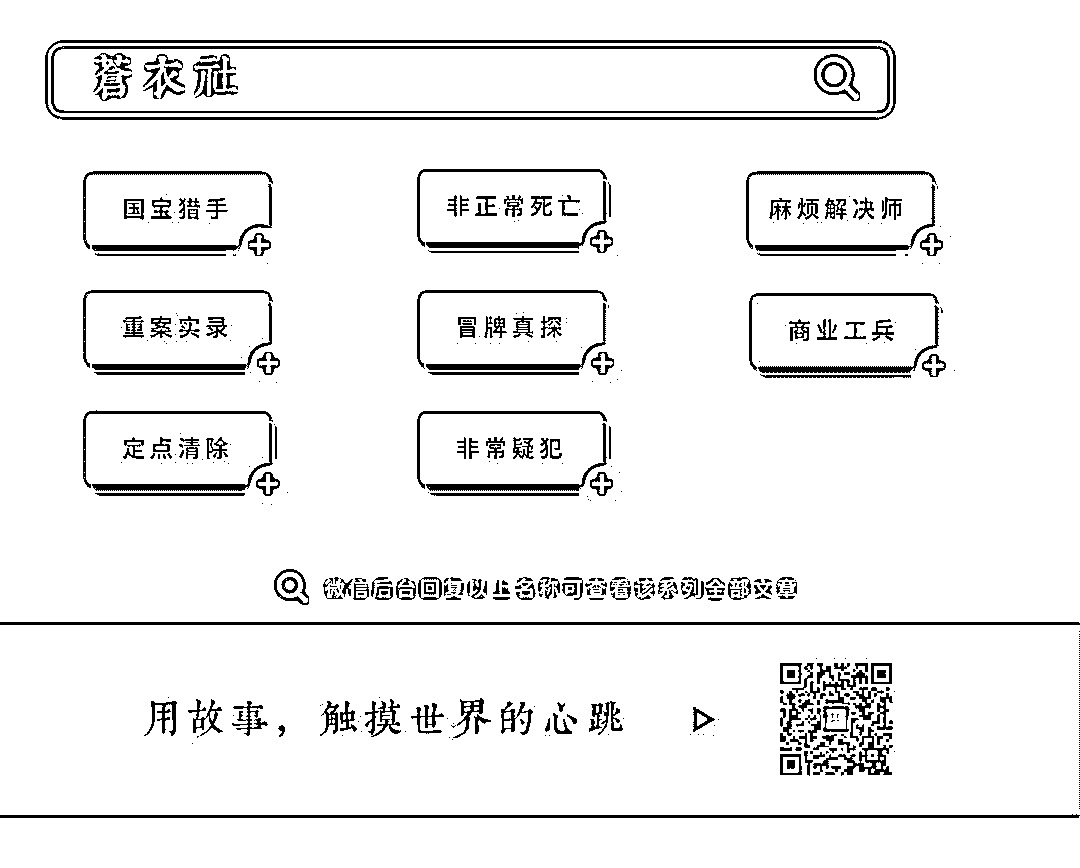 蒼衣社
国宝猎手
非正常死亡
麻烦解决师
重案实录
冒牌真探
商业工兵
定点清除
非常疑犯
微信后台回复以上名称可查看该系列全部文章
用故事，触摸世界的心跳